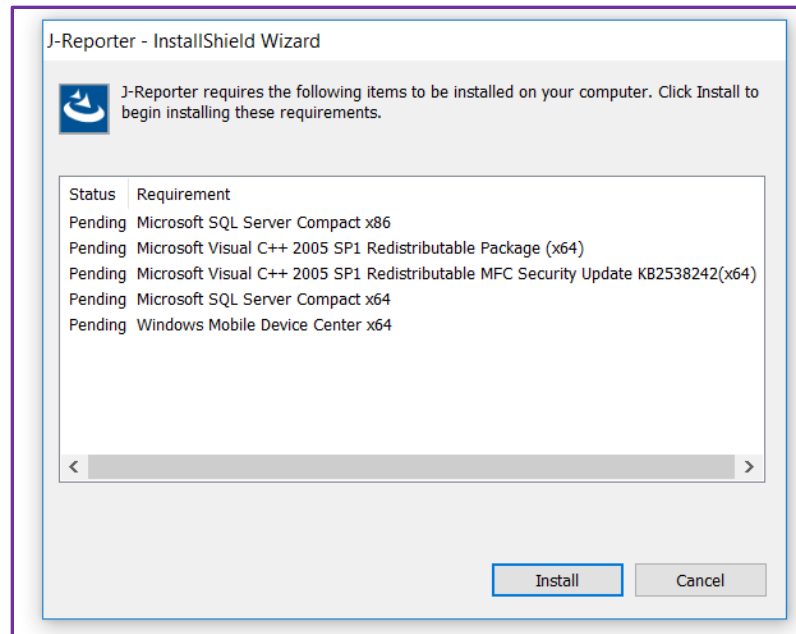 J-Reporter - InstallShield Wizard
J-Reporter requires the following items to be installed on your computer. Click Install to
begin installing these requirements.
Status Requirement
Pending Microsoft SQL Server Compact x86
Pending Microsoft Visual C++ 2005 SP1 Redistributable Package (x64)
Pending Microsoft Visual C++ 2005 SP1 Redistributable MFC Security Update KB2538242(x64)
Pending Microsoft SQL Server Compact x64
Pending Windows Mobile Device Center x64
Install Cancel